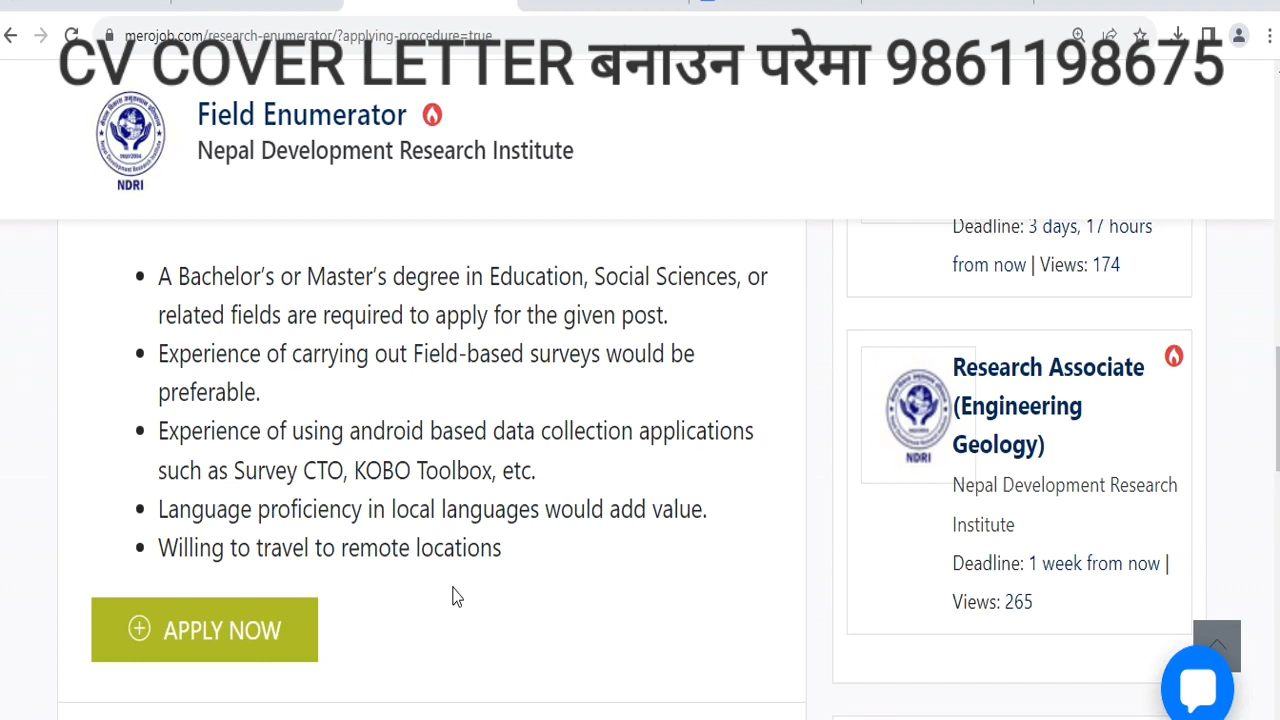 merojob.com/research-enumerator/?applying-procedure=true
CV COVER LETTER बनाउन परेमा 9861198675
Field Enumerator
Nepal Development Research Institute
NDRI
A Bachelor's or Master's degree in Education, Social Sciences, or
related fields are required to apply for the given post.
Experience of carrying out Field-based surveys would be
preferable.
Experience of using android based data collection applications
such as Survey CTO, KOBO Toolbox, etc.
Language proficiency in local languages would add value.
Willing to travel to remote locations
APPLY NOW
Deadline: 3 days, 17 hours
from now | Views: 174
Research Associate
(Engineering
Geology)
NDRI
Nepal Development Research
Institute
Deadline: 1 week from now |
Views: 265